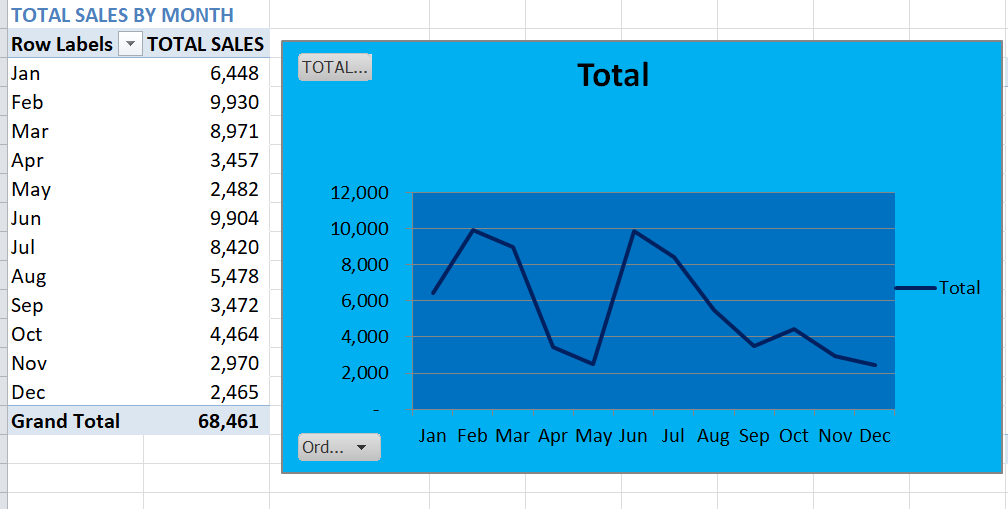 TOTAL SALES BY MONTH
Row Labels TOTAL SALES
Jan 6,448
Feb 9,930
Mar 8,971
Apr 3,457
May 2,482
Jun 9,904
Jul 8,420
Aug 5,478
Sep 3,472
Oct 4,464
Nov 2,970
Dec 2,465
Grand Total 68,461
TOTAL...
Total
12,000
10,000
8,000
6,000
4,000
2,000
-
Jan Feb Mar Apr May Jun Jul Aug Sep Oct Nov Dec
Total
Ord...